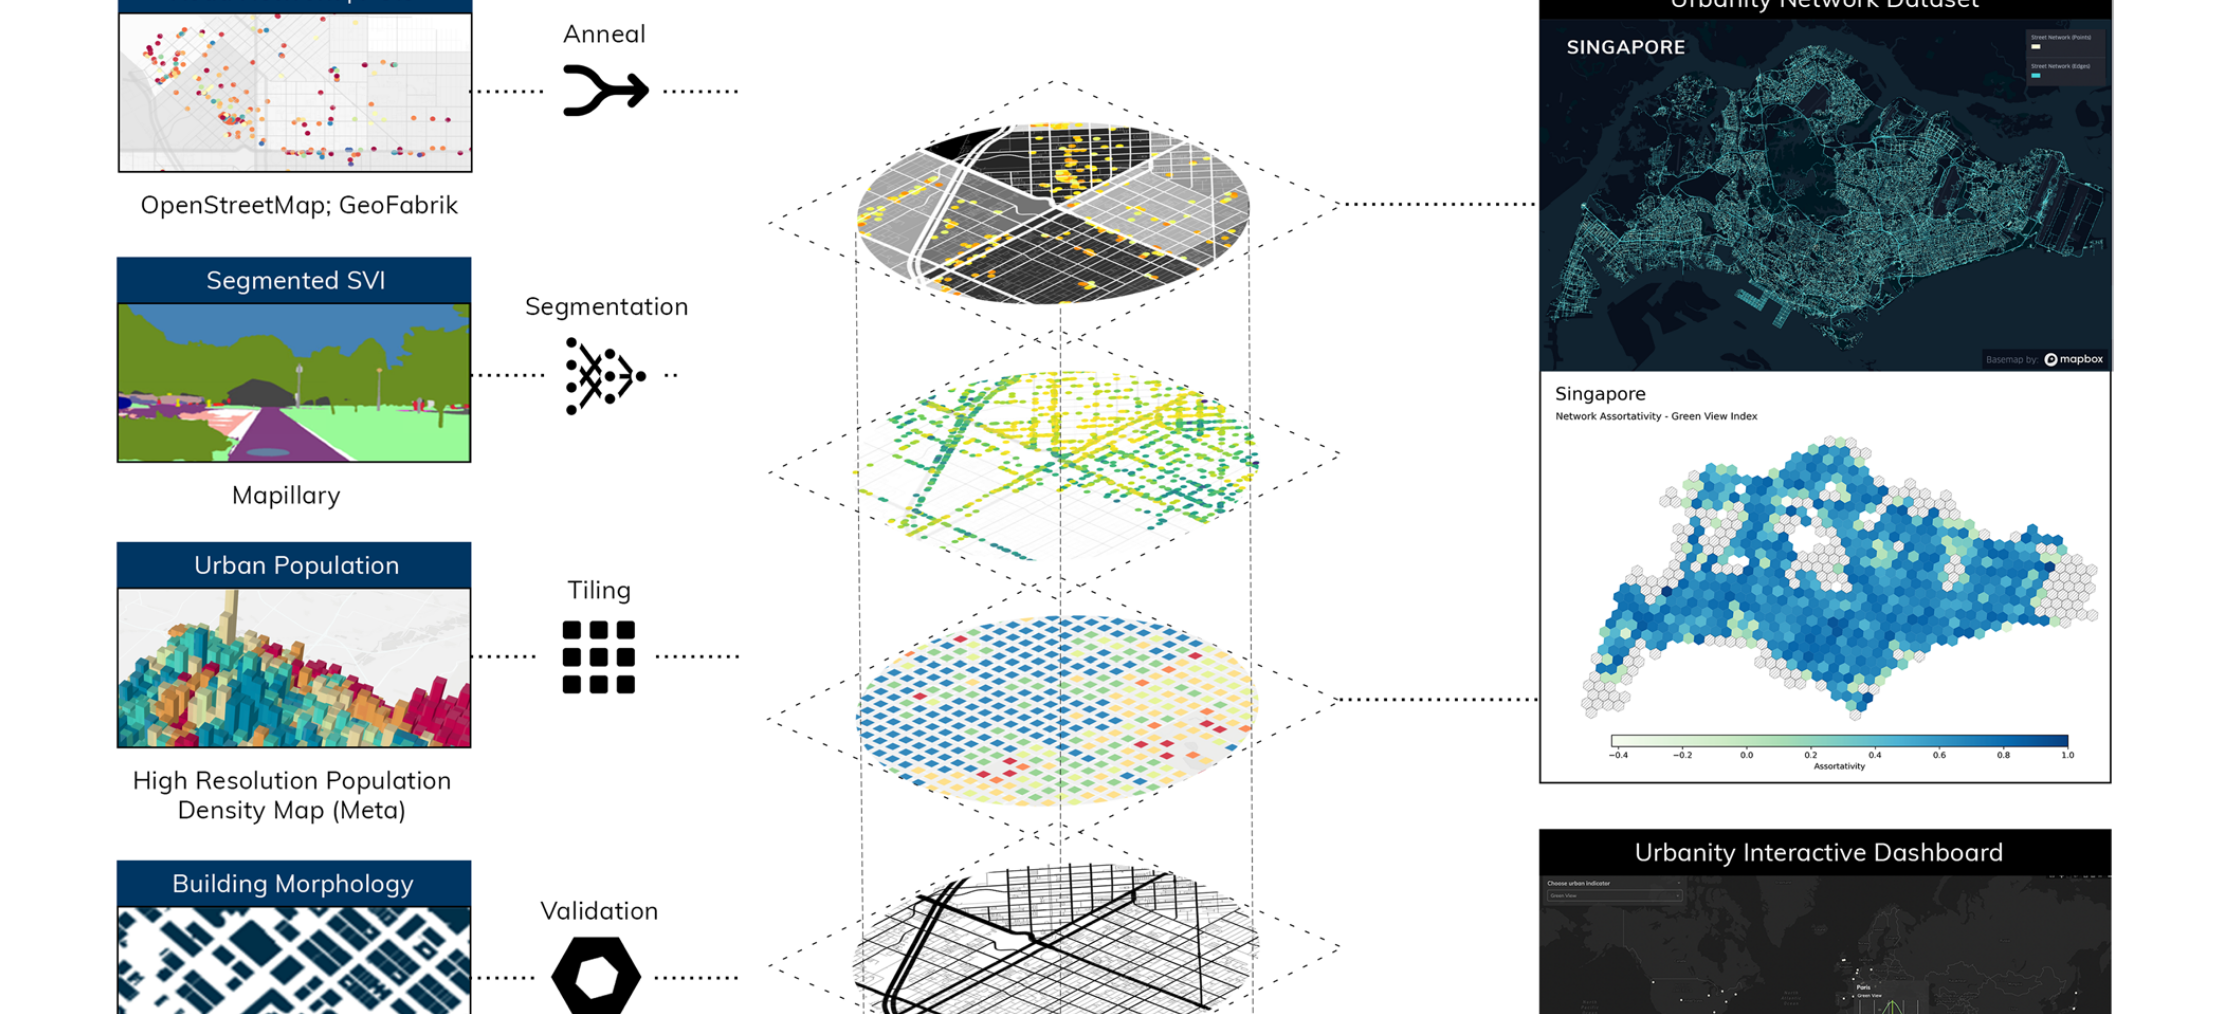 Anneal
OpenStreetMap; GeoFabrik
Segmented SVI
Segmentation
Mapillary
Urban Population
Tiling
High Resolution Population
Density Map (Meta)
Building Morphology
Validation
Urbanity Network Dataset
SINGAPORE
Street Network (Points)
Street Network (Edges)
Basemap by: mapbox
Singapore
Network Assortativity - Green View Index
−0.4 −0.2 0.0 0.2 0.4 0.6 0.8 1.0
Assortativity
Urbanity Interactive Dashboard
Choose urban indicator
Green View
Paris
Green View